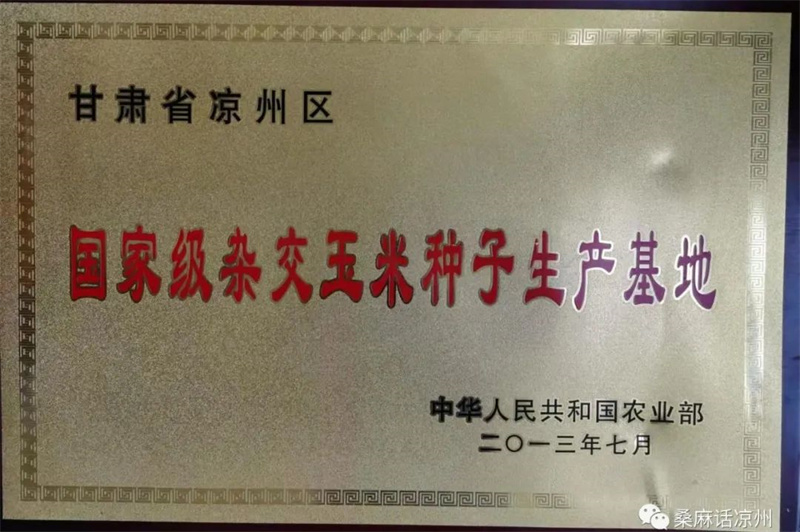 甘肃省凉州区
国家级杂交玉米种子生产基地
中华人民共和国农业部
二〇一三年七月
桑麻话凉州